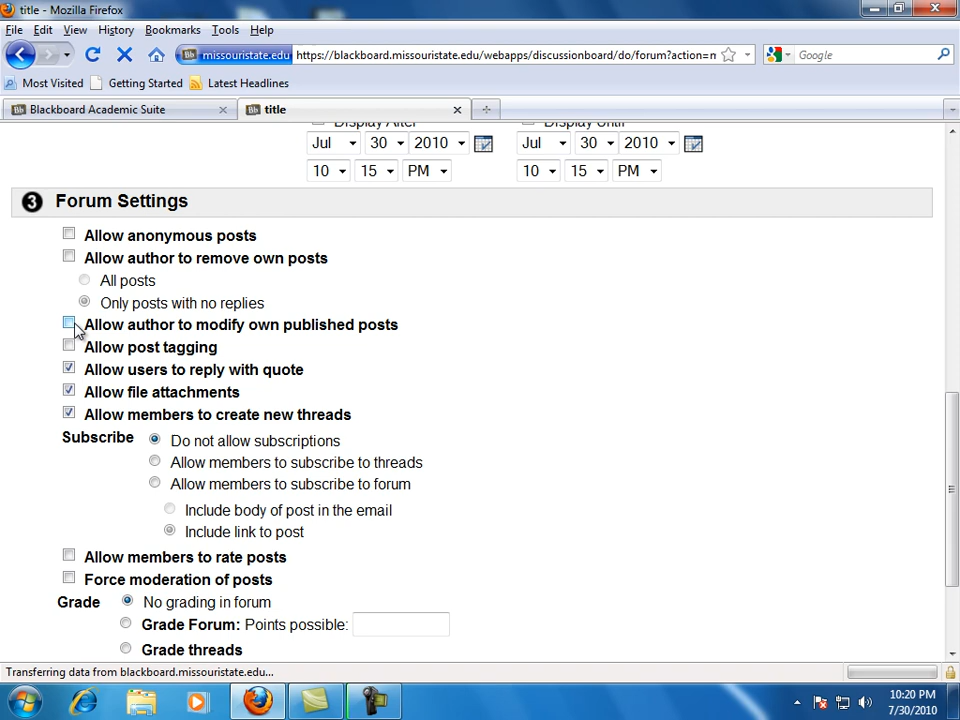 title - Mozilla Firefox
File Edit View History Bookmarks Tools Help
missouristate.edu https://blackboard.missouristate.edu/webapps/discussionboard/do/forum?action=n Google
Most Visited Getting Started Latest Headlines
Blackboard Academic Suite title
Display After Display Until
Jul 30 2010 Jul 30 2010
10 15 PM 10 15 PM
3 Forum Settings
Allow anonymous posts
Allow author to remove own posts
All posts
Only posts with no replies
Allow author to modify own published posts
Allow post tagging
Allow users to reply with quote
Allow file attachments
Allow members to create new threads
Subscribe Do not allow subscriptions
Allow members to subscribe to threads
Allow members to subscribe to forum
Include body of post in the email
Include link to post
Allow members to rate posts
Force moderation of posts
Grade No grading in forum
Grade Forum: Points possible:
Grade threads
Transferring data from blackboard.missouristate.edu...
10:20 PM
7/30/2010